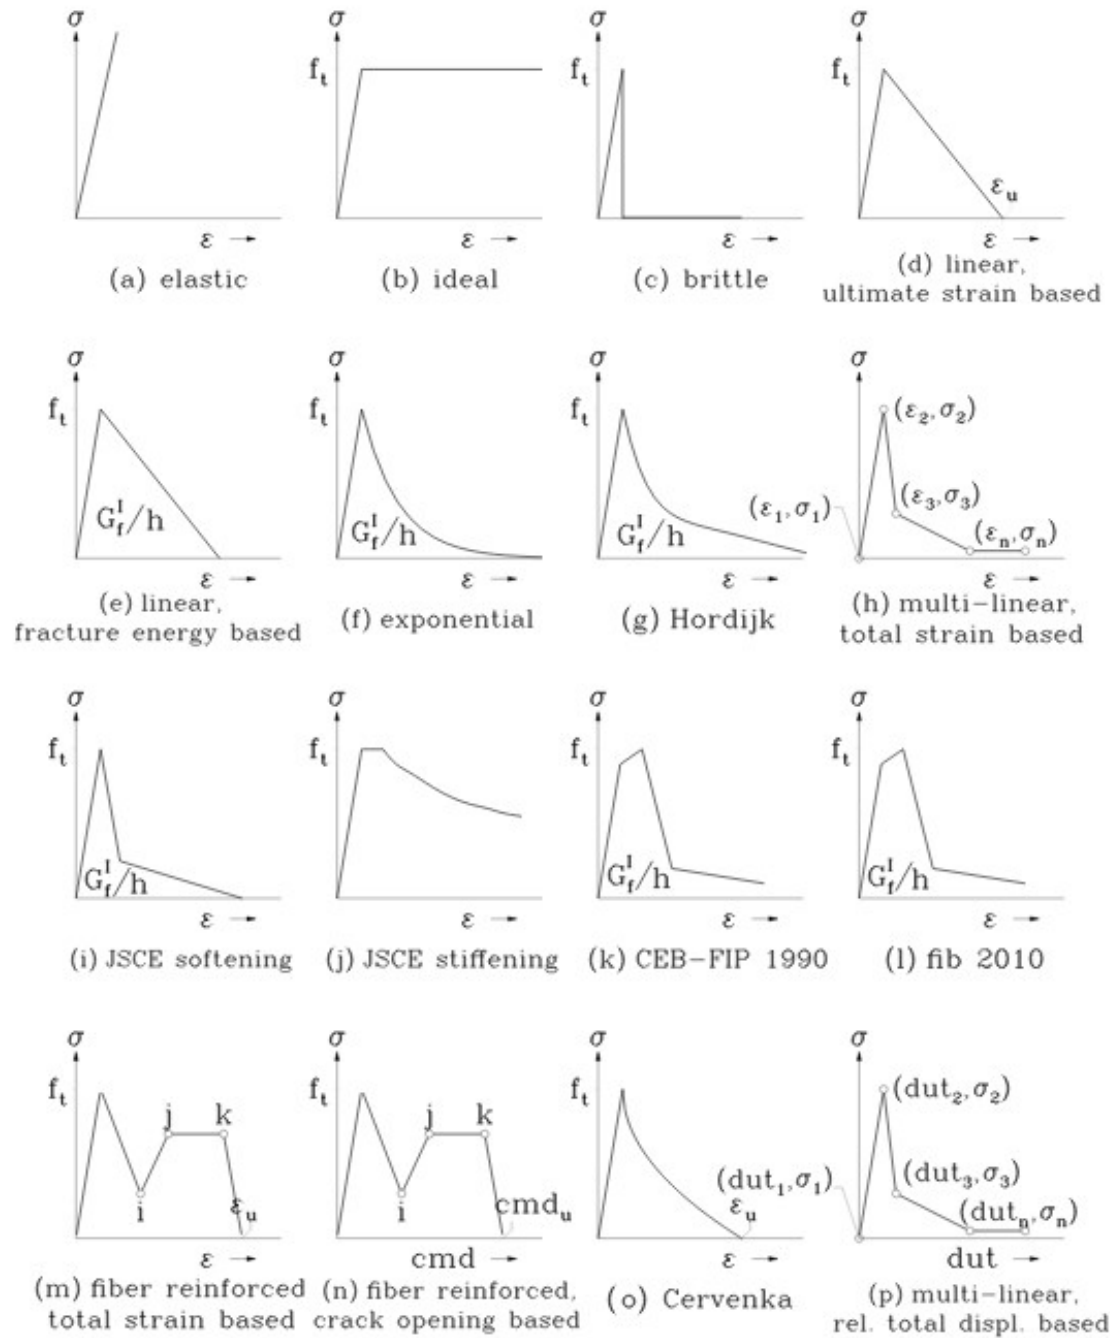 σ
f_t
ε →
(a) elastic
σ
f_t
ε →
(b) ideal
σ
f_t
ε →
(c) brittle
σ
f_t
ε_u
ε →
(d) linear,
ultimate strain based
σ
f_t
G_f^I/h
ε →
(e) linear,
fracture energy based
σ
f_t
G_f^I/h
ε →
(f) exponential
σ
f_t
G_f^I/h
ε →
(g) Hordijk
σ
(ε_2,σ_2)
(ε_3,σ_3)
(ε_1,σ_1)
(ε_n,σ_n)
ε →
(h) multi-linear,
total strain based
σ
f_t
G_f^I/h
ε →
(i) JSCE softening
σ
f_t
ε →
(j) JSCE stiffening
σ
f_t
G_f^I/h
ε →
(k) CEB-FIP 1990
σ
f_t
G_f^I/h
ε →
(l) fib 2010
σ
f_t
j k
i
ε_u
ε →
(m) fiber reinforced
total strain based
σ
f_t
j k
i
cmd_u
cmd →
(n) fiber reinforced,
crack opening based
σ
f_t
ε_u
ε →
(o) Cervenka
σ
(dut_2,σ_2)
(dut_3,σ_3)
(dut_1,σ_1)
(dut_n,σ_n)
dut →
(p) multi-linear,
rel. total displ. based